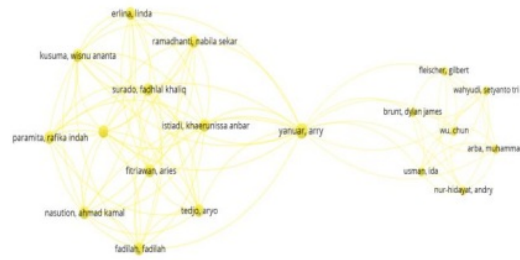 erlina, linda
ramadhanti, nabila sekar
kusuma, wisnu ananta
fleischer, gilbert
wahyudi, setyanto tri
surado, fadhlal khaliq
brunt, dylan james
istiadi, khaerunissa anbar
yanuar, arry
wu, chun
paramita, rafika indah
arba, muhamma
fitriawan, aries
usman, ida
nur-hidayat, andry
nasution, ahmad kamal
tedjo, aryo
fadilah, fadilah